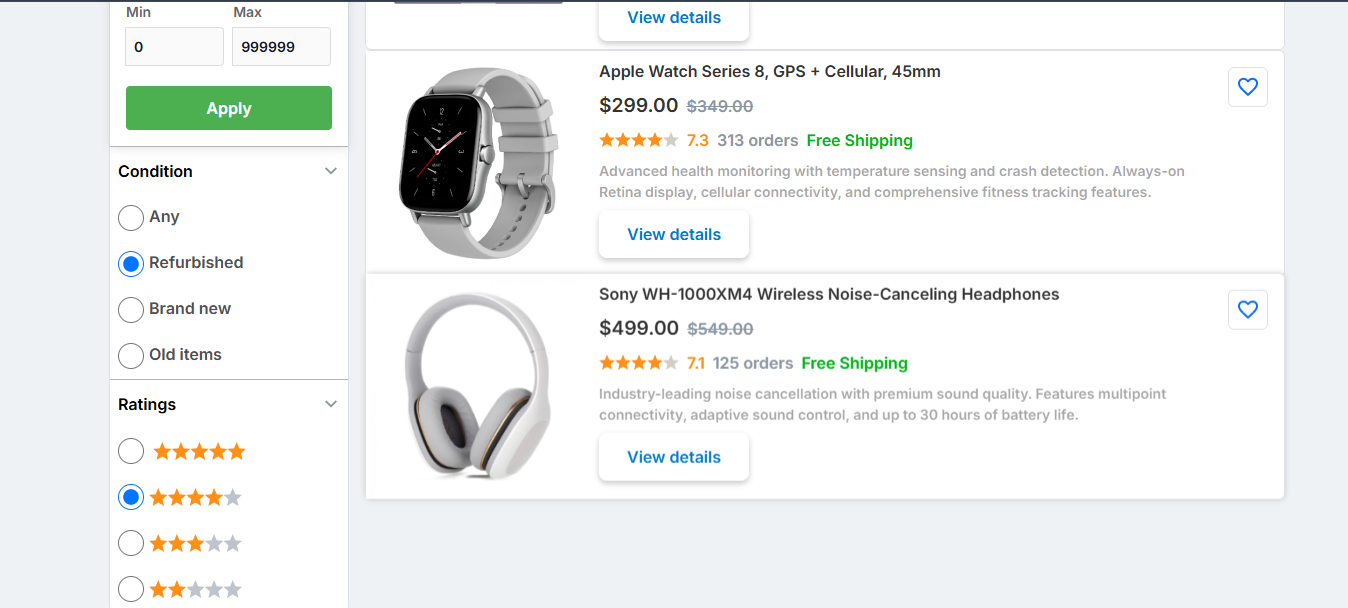 Min Max
0 999999
Apply
Condition
Any
Refurbished
Brand new
Old items
Ratings
View details
Apple Watch Series 8, GPS + Cellular, 45mm
$299.00 $349.00
7.3 313 orders Free Shipping
Advanced health monitoring with temperature sensing and crash detection. Always-on
Retina display, cellular connectivity, and comprehensive fitness tracking features.
View details
Sony WH-1000XM4 Wireless Noise-Canceling Headphones
$499.00 $549.00
7.1 125 orders Free Shipping
Industry-leading noise cancellation with premium sound quality. Features multipoint
connectivity, adaptive sound control, and up to 30 hours of battery life.
View details